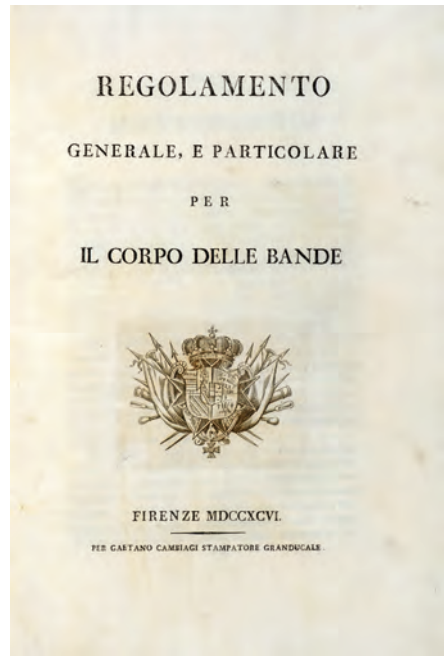 REGOLAMENTO
GENERALE, E PARTICOLARE
PER
IL CORPO DELLE BANDE
FIRENZE MDCCXCVI.
PER GAETANO CAMBIAGI STAMPATORE GRANDUCALE.